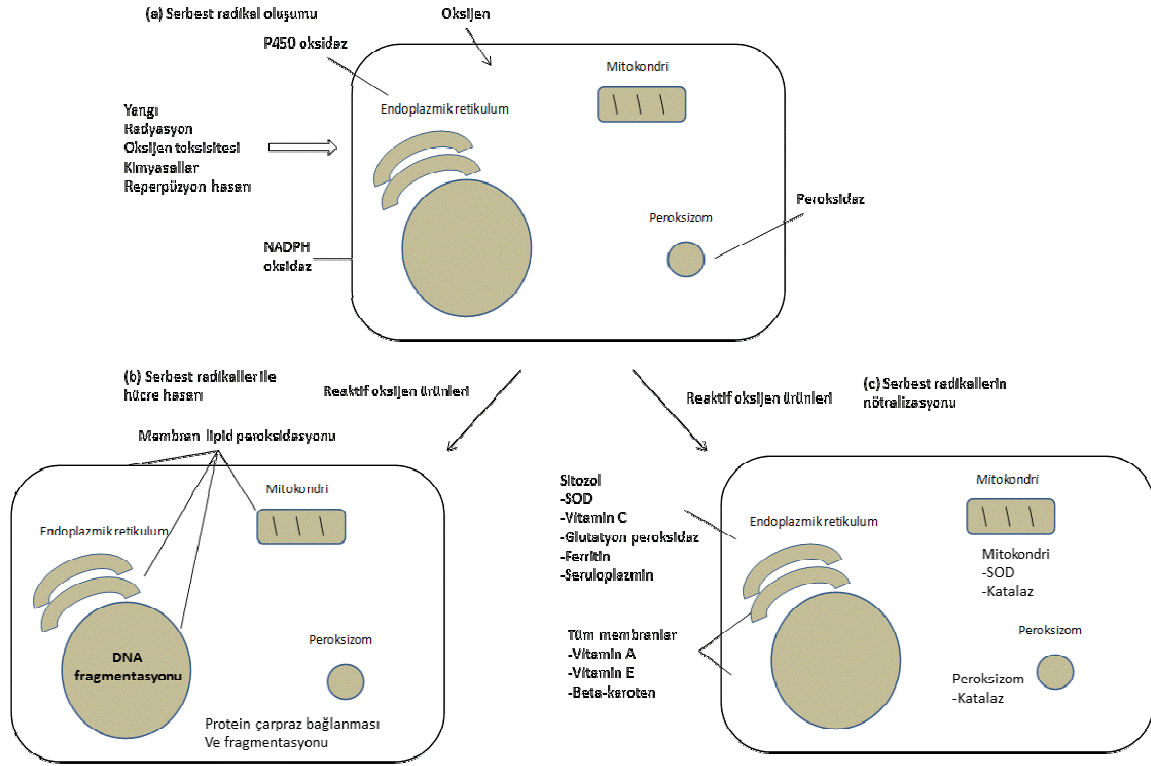 (a) Serbest radikal oluşumu
Oksijen
P450 oksidaz
Mitokondri
Endoplazmik retikulum
Yangı
Radyasyon
Oksijen toksisitesi
Kimyasallar
Reperpüzyon hasarı
Peroksidaz
Peroksizom
NADPH
oksidaz
(b) Serbest radikaller ile
hücre hasarı
Reaktif oksijen ürünleri
Reaktif oksijen ürünleri
(c) Serbest radikallerin
nötralizasyonu
Membran lipid peroksidasyonu
Mitokondri
Endoplazmik retikulum
DNA
fragmentasyonu
Peroksizom
Protein çarpraz bağlanması
Ve fragmentasyonu
Sitozol
-SOD
-Vitamin C
-Glutatyon peroksidaz
-Ferritin
-Seruloplazmin
Tüm membranlar
-Vitamin A
-Vitamin E
-Beta-karoten
Mitokondri
Endoplazmik retikulum
Mitokondri
-SOD
-Katalaz
Peroksizom
Peroksizom
-Katalaz